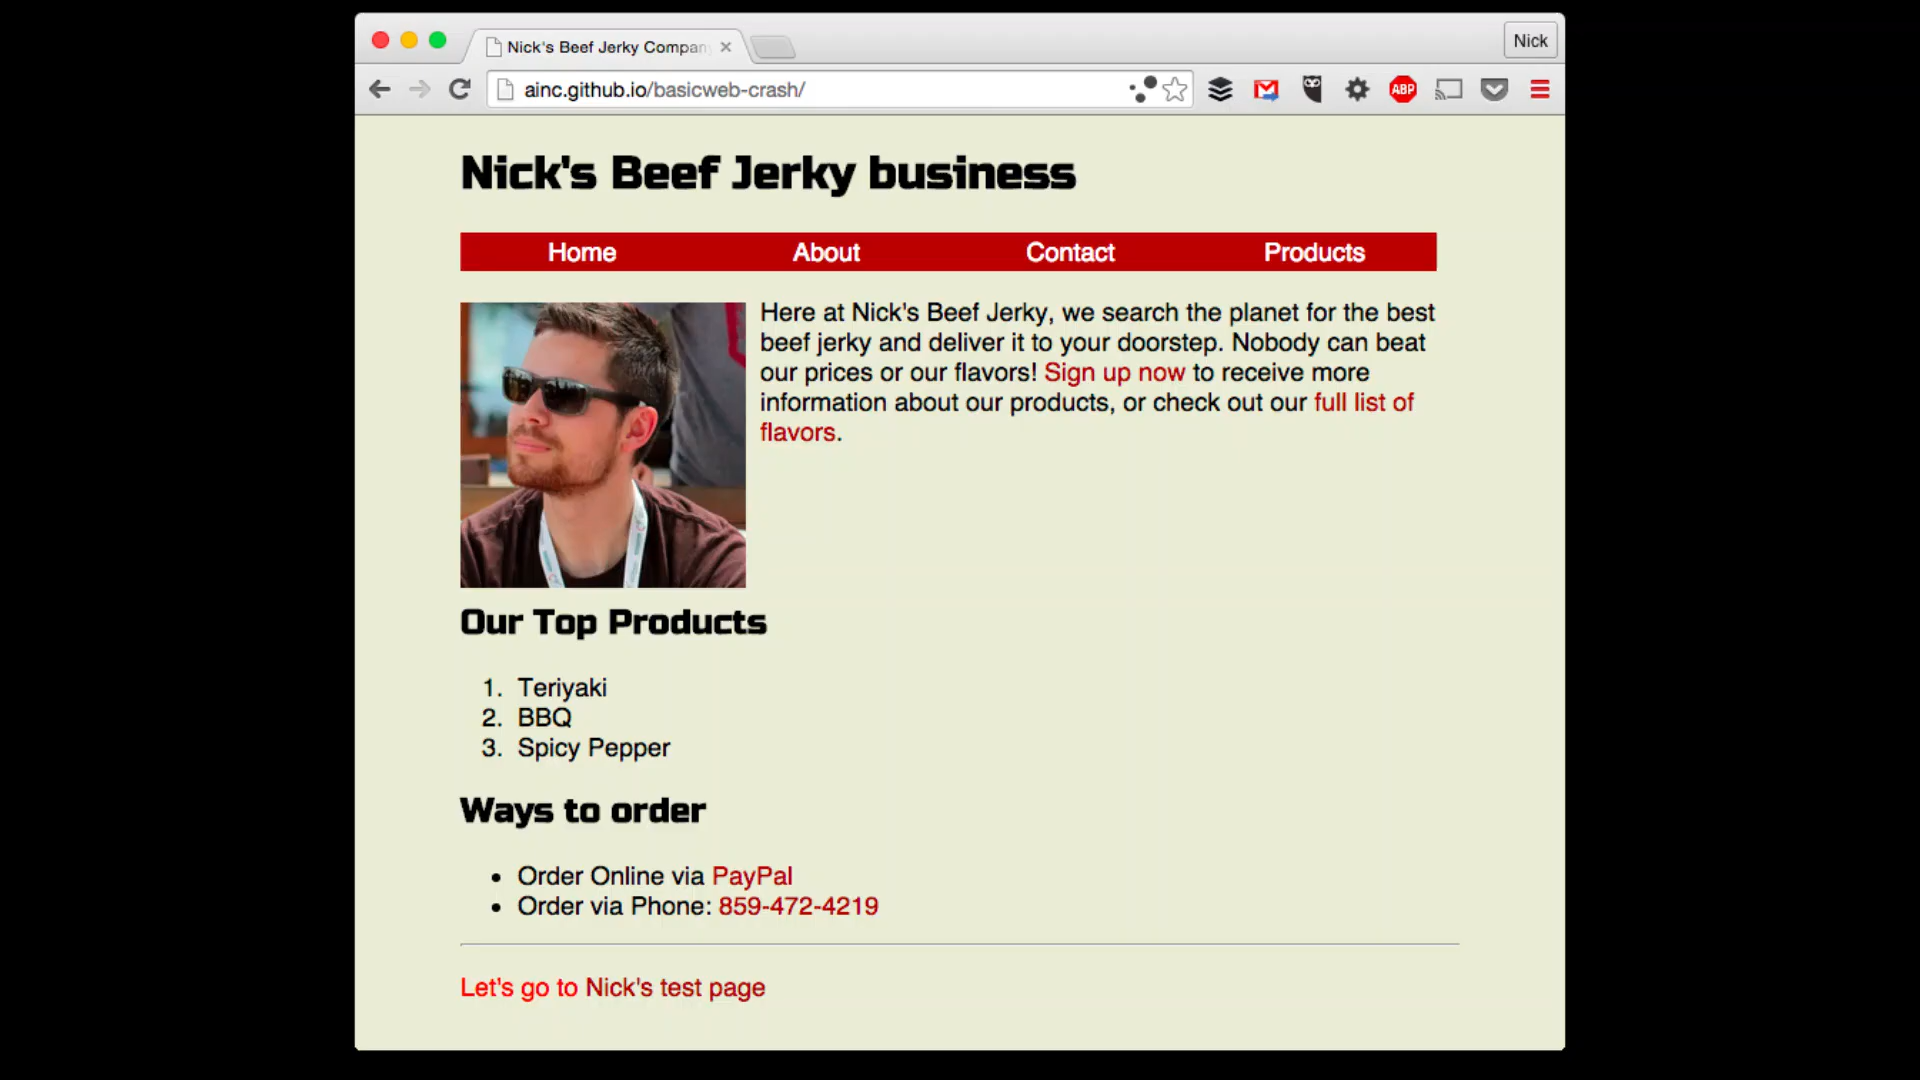 Nick's Beef Jerky Compan
Nick
ainc.github.io/basicweb-crash/
ABP
Nick's Beef Jerky business
Home About Contact Products
Here at Nick's Beef Jerky, we search the planet for the best
beef jerky and deliver it to your doorstep. Nobody can beat
our prices or our flavors! Sign up now to receive more
information about our products, or check out our full list of
flavors.
Our Top Products
1. Teriyaki
2. BBQ
3. Spicy Pepper
Ways to order
• Order Online via PayPal
• Order via Phone: 859-472-4219
Let's go to Nick's test page